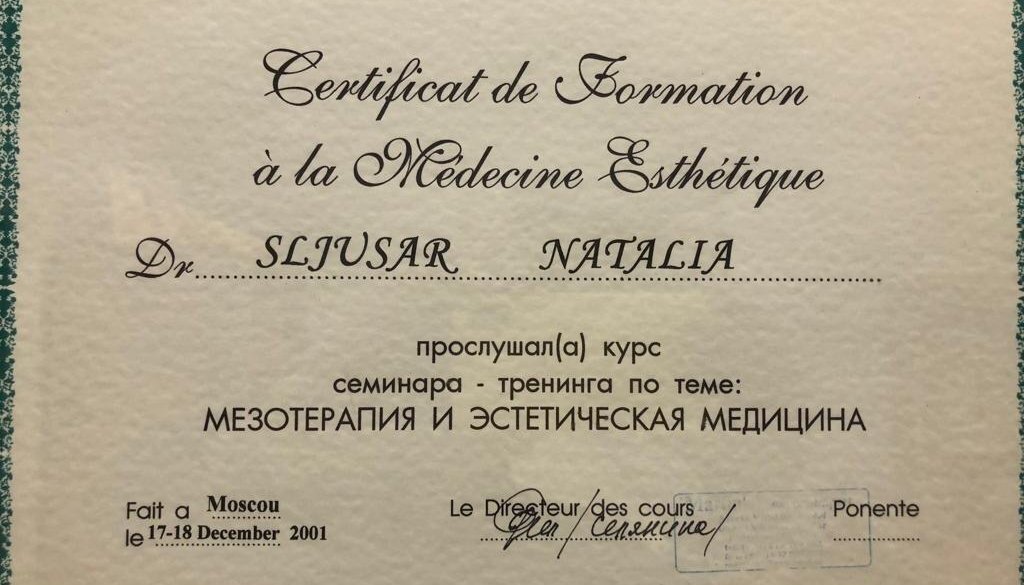 Certificat de Formation
à la Médecine Esthétique
Dr. SLJUSAR NATALIA
прослушал(а) курс
семинара - тренинга по теме:
МЕЗОТЕРАПИЯ И ЭСТЕТИЧЕСКАЯ МЕДИЦИНА
Fait a Moscou
le 17-18 December 2001
Le Directeur des cours
Ponente